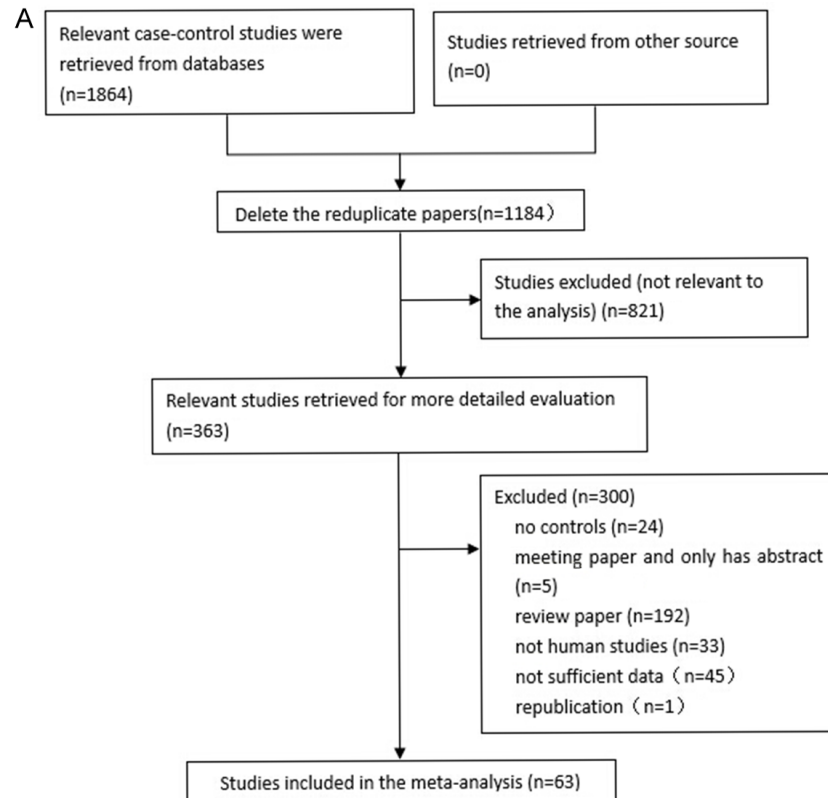 A
Relevant case-control studies were
retrieved from databases
(n=1864)
Studies retrieved from other source
(n=0)
Delete the reduplicate papers(n=1184）
Studies excluded (not relevant to
the analysis) (n=821)
Relevant studies retrieved for more detailed evaluation
(n=363)
Excluded (n=300)
no controls (n=24)
meeting paper and only has abstract
(n=5)
review paper (n=192)
not human studies (n=33)
not sufficient data（n=45）
republication（n=1）
Studies included in the meta-analysis (n=63)